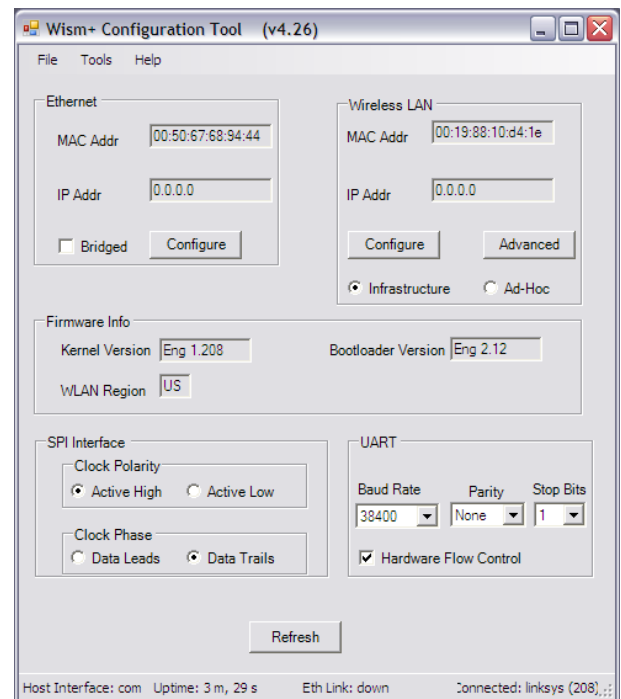 Wism+ Configuration Tool (v4.26)
File Tools Help
Ethernet
MAC Addr 00:50:67:68:94:44
IP Addr 0.0.0.0
Bridged Configure
Wireless LAN
MAC Addr 00:19:88:10:d4:1e
IP Addr 0.0.0.0
Configure Advanced
Infrastructure Ad-Hoc
Firmware Info
Kernel Version Eng 1.208 Bootloader Version Eng 2.12
WLAN Region US
SPI Interface
Clock Polarity
Active High Active Low
Clock Phase
Data Leads Data Trails
UART
Baud Rate Parity Stop Bits
38400 None 1
Hardware Flow Control
Refresh
Host Interface: com Uptime: 3 m, 29 s Eth Link: down Connected: linksys (208)